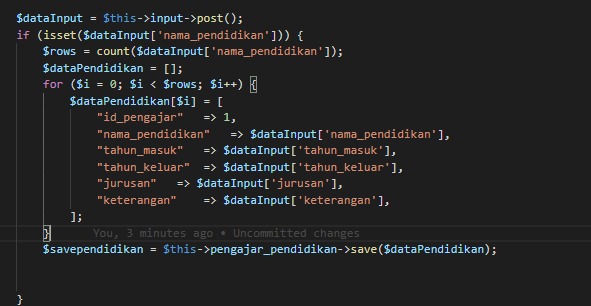 $dataInput = $this->input->post();
if (isset($dataInput['nama_pendidikan'])) {
    $rows = count($dataInput['nama_pendidikan']);
    $dataPendidikan = [];
    for ($i = 0; $i < $rows; $i++) {
        $dataPendidikan[$i] = [
            "id_pengajar"   => 1,
            "nama_pendidikan"   => $dataInput['nama_pendidikan'],
            "tahun_masuk"   => $dataInput['tahun_masuk'],
            "tahun_keluar"   => $dataInput['tahun_keluar'],
            "jurusan"   => $dataInput['jurusan'],
            "keterangan"    => $dataInput['keterangan'],
        ];
    }      You, 3 minutes ago • Uncommitted changes
    $savependidikan = $this->pengajar_pendidikan->save($dataPendidikan);
}